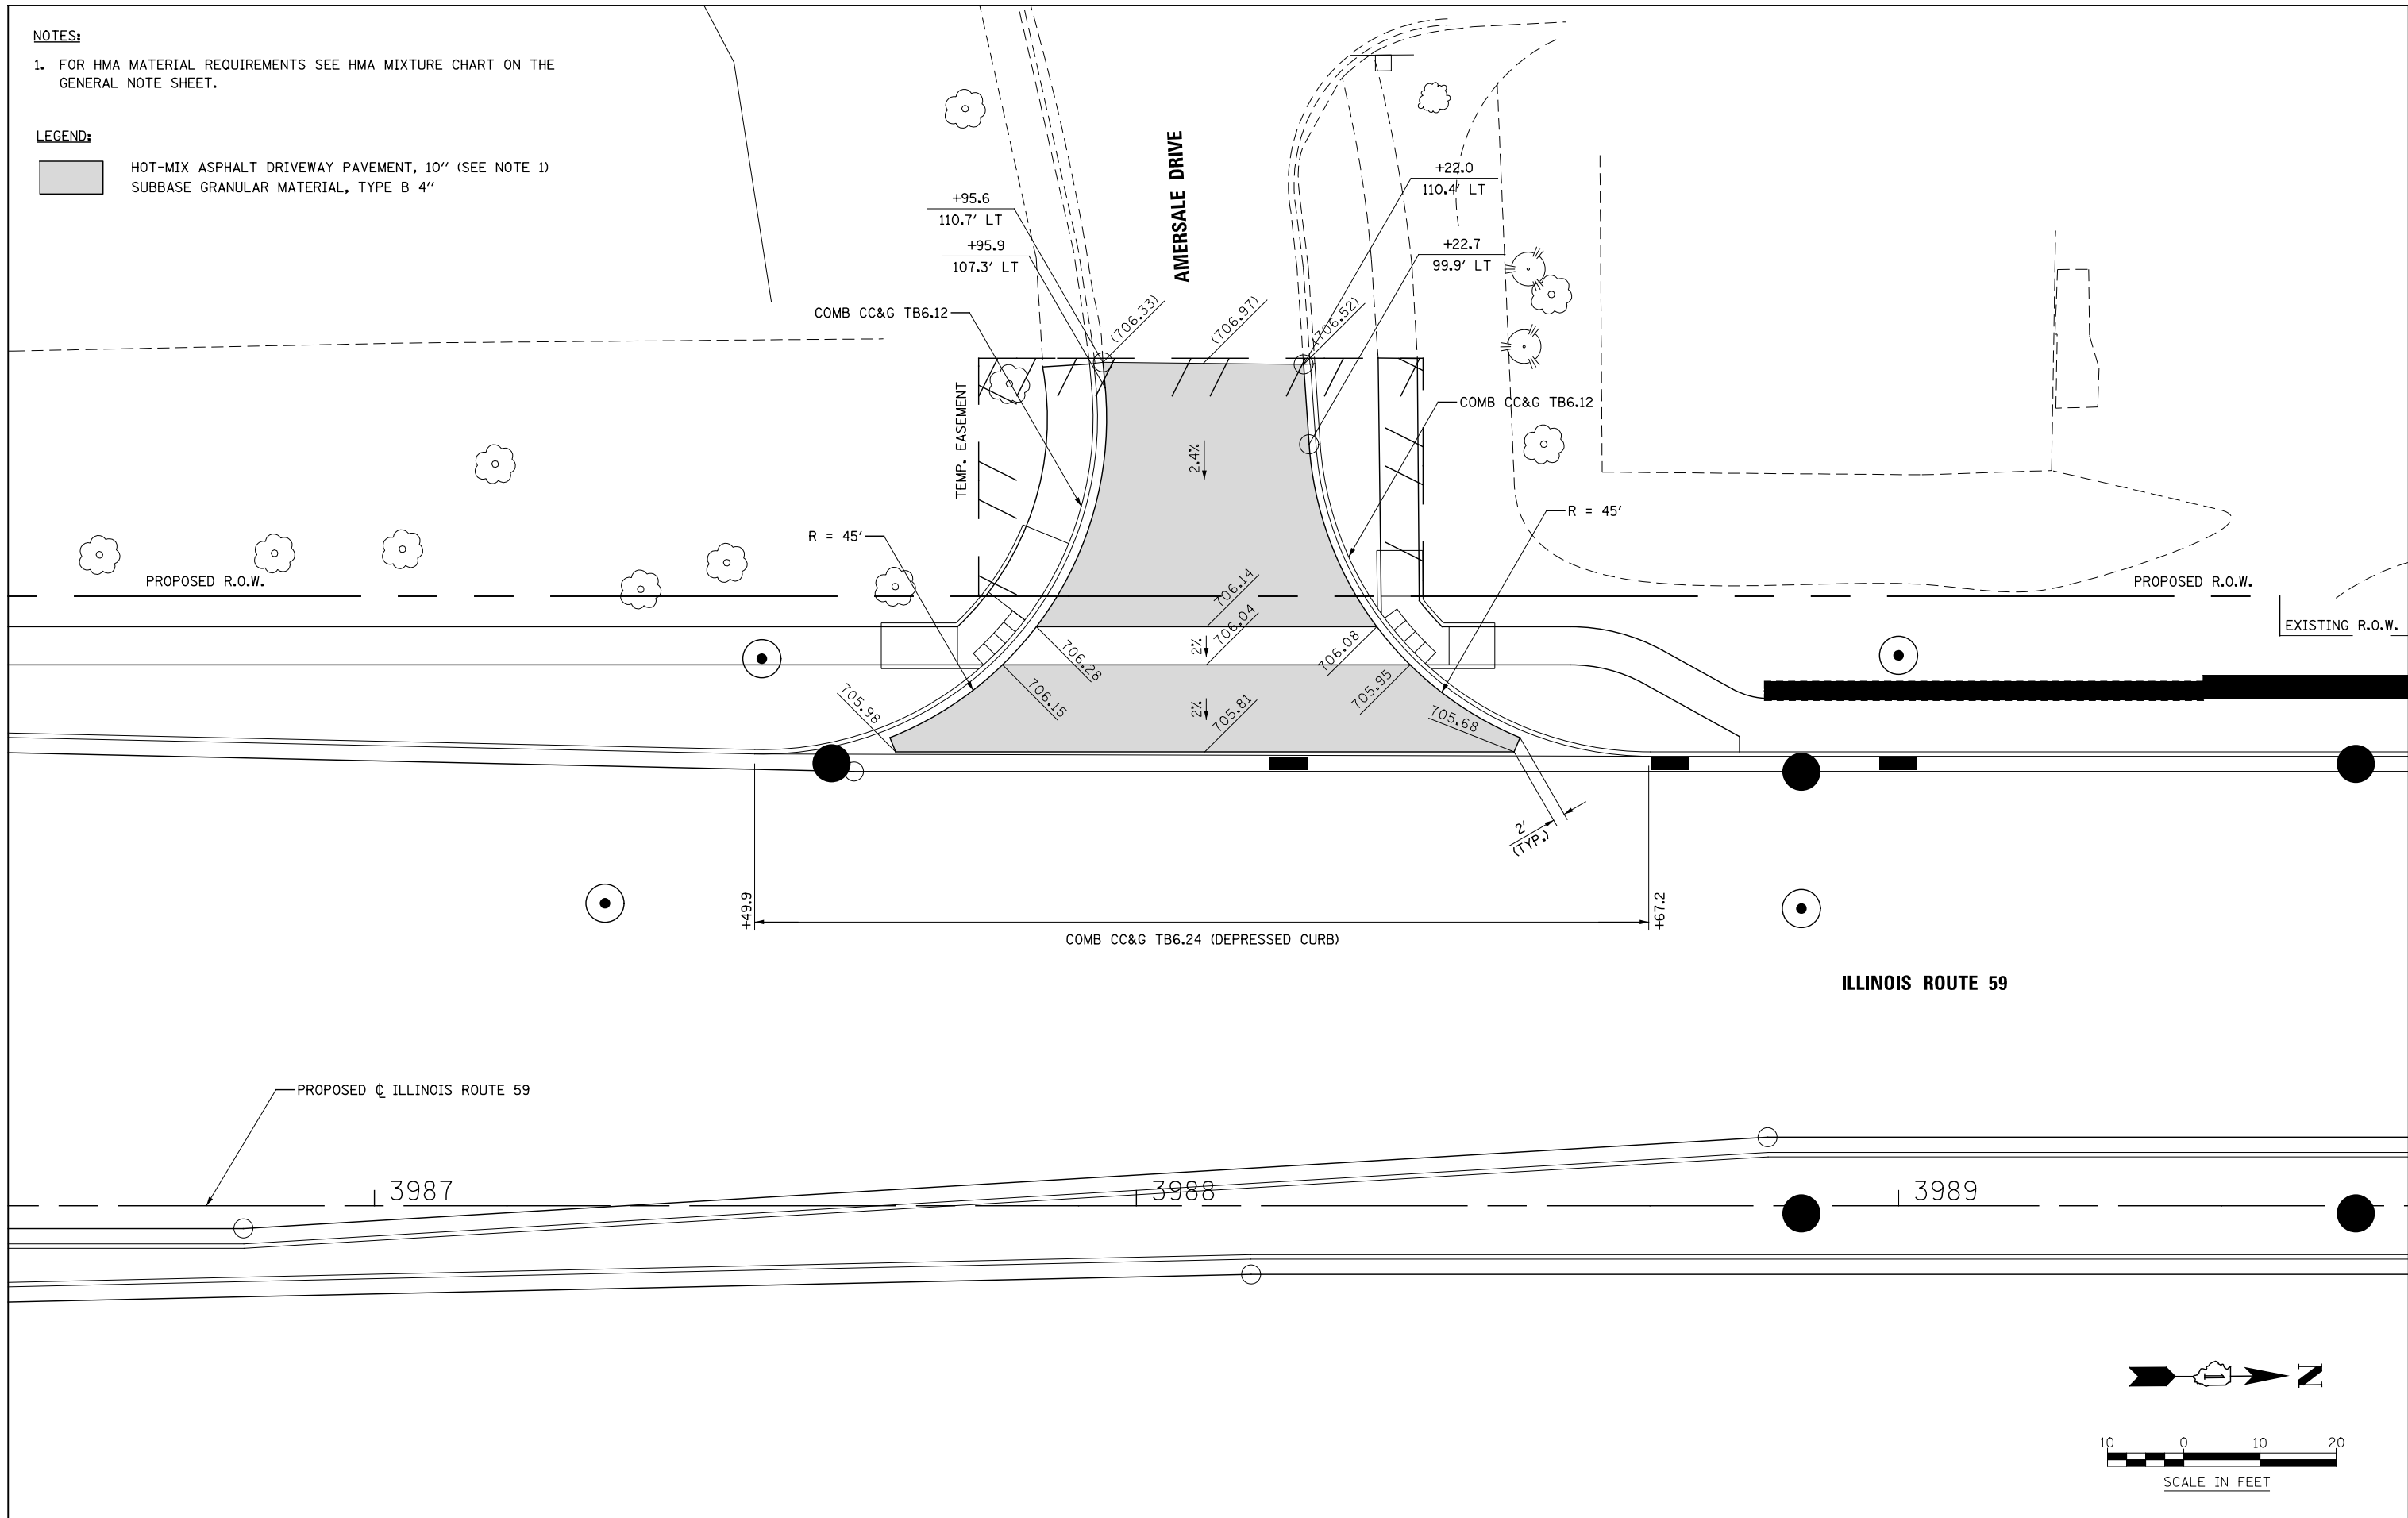 NOTES:
1. FOR HMA MATERIAL REQUIREMENTS SEE HMA MIXTURE CHART ON THE
GENERAL NOTE SHEET.
LEGEND:
HOT-MIX ASPHALT DRIVEWAY PAVEMENT, 10" (SEE NOTE 1)
SUBBASE GRANULAR MATERIAL, TYPE B 4"
AMERSALE DRIVE
+22.0
110.4' LT
+95.6
110.7' LT
+22.7
99.9' LT
+95.9
107.3' LT
COMB CC&G TB6.12
(706.33)
(706.97)
(706.52)
TEMP. EASEMENT
COMB CC&G TB6.12
2.4%
R = 45'
R = 45'
PROPOSED R.O.W.
706.14
PROPOSED R.O.W.
EXISTING R.O.W.
2%
706.04
706.28
706.08
706.15
705.95
705.98
2%
705.81
705.68
2'
(TYP.)
+49.9
+67.2
COMB CC&G TB6.24 (DEPRESSED CURB)
ILLINOIS ROUTE 59
PROPOSED ℄ ILLINOIS ROUTE 59
3987
3988
3989
N
10 0 10 20
SCALE IN FEET